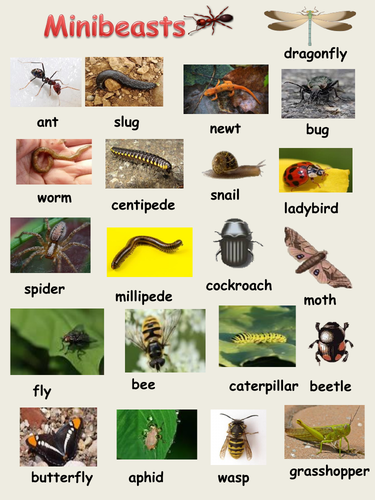 Minibeasts
dragonfly
ant
slug
newt
bug
worm
centipede
snail
ladybird
spider
millipede
cockroach
moth
fly
bee
caterpillar
beetle
butterfly
aphid
wasp
grasshopper